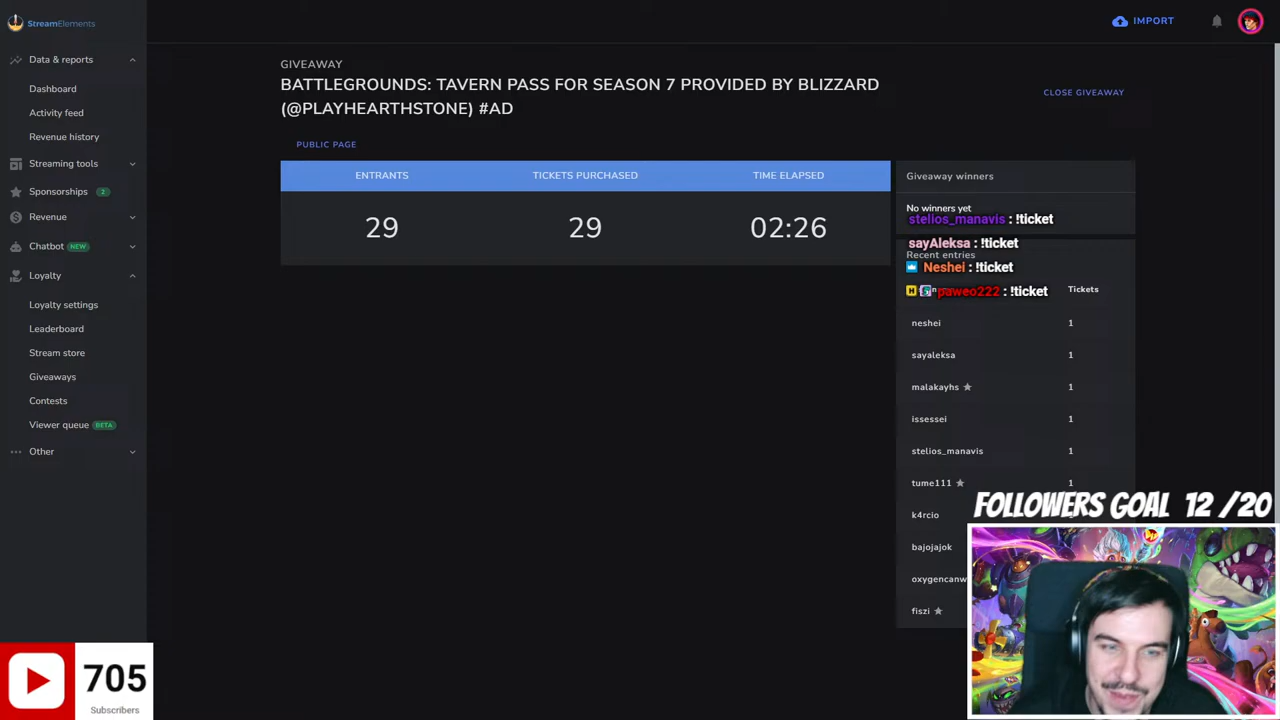 StreamElements
IMPORT
Data & reports
Dashboard
Activity feed
Revenue history
Streaming tools
Sponsorships 2
Revenue
Chatbot NEW
Loyalty
Loyalty settings
Leaderboard
Stream store
Giveaways
Contests
Viewer queue BETA
Other
GIVEAWAY
BATTLEGROUNDS: TAVERN PASS FOR SEASON 7 PROVIDED BY BLIZZARD
(@PLAYHEARTHSTONE) #AD
CLOSE GIVEAWAY
PUBLIC PAGE
ENTRANTS TICKETS PURCHASED TIME ELAPSED
29 29 02:26
Giveaway winners
No winners yet
stelios_manavis : !ticket
sayAleksa : !ticket
Recent entries
Neshei : !ticket
paweo222 : !ticket
Tickets
neshei 1
sayaleksa 1
malakayhs 1
issessei 1
stelios_manavis 1
tume111 1
k4rcio
bajojajok
oxygencanw
fiszi
FOLLOWERS GOAL 12 /20
705
Subscribers